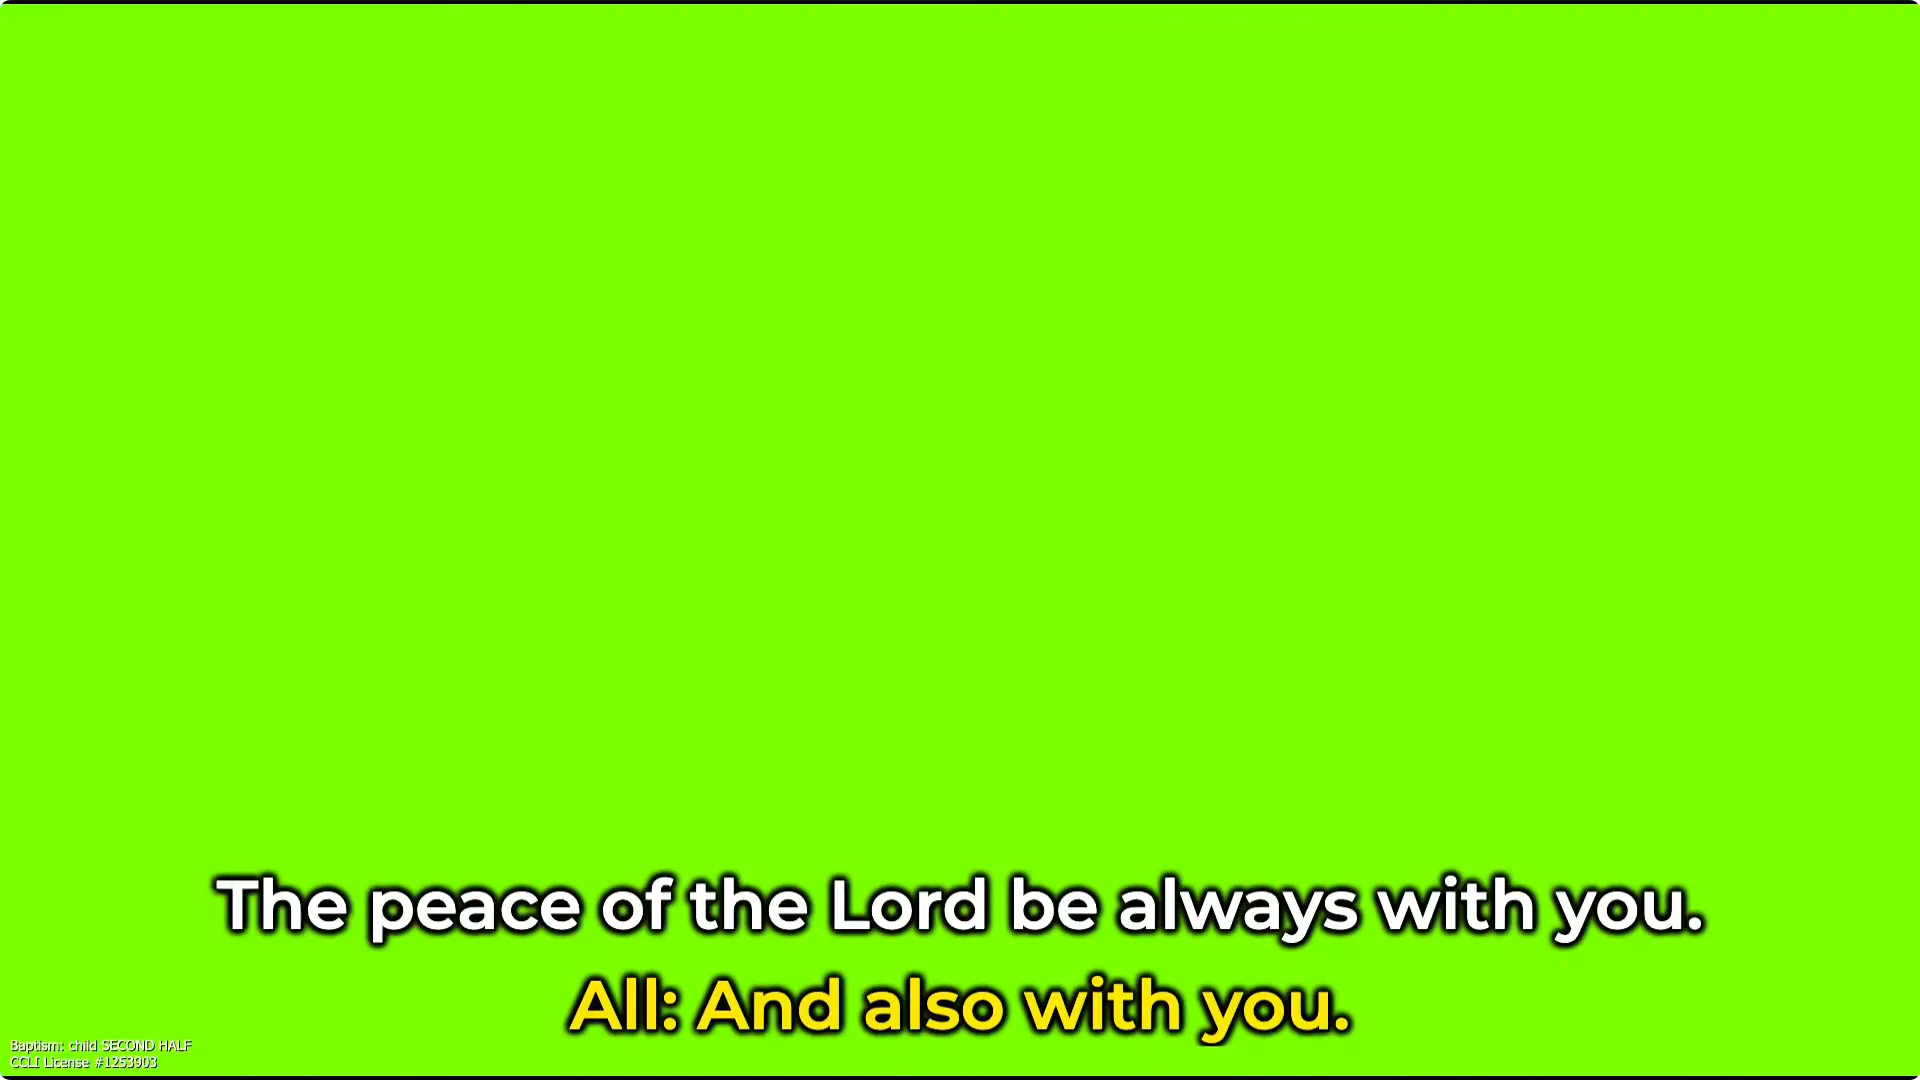 The peace of the Lord be always with you.
All: And also with you.
Baptism: child SECOND HALF
CCLI License #1253903